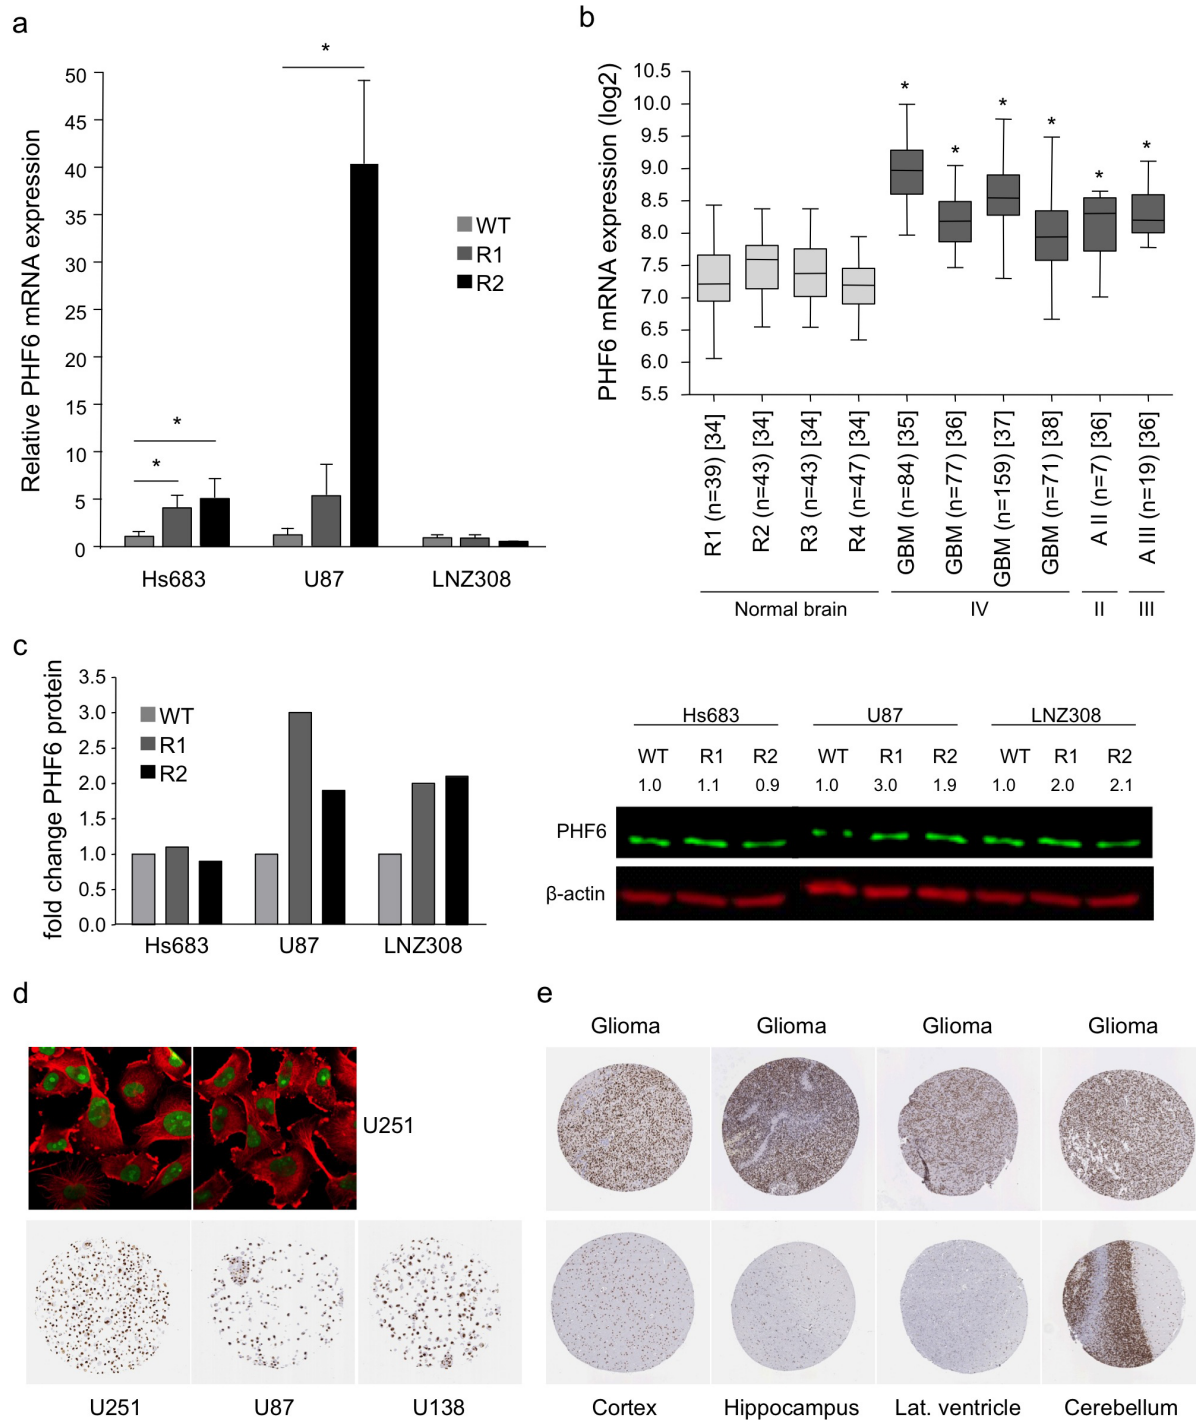 a
Relative PHF6 mRNA expression
50
45
40
35
30
25
20
15
10
5
0
*
*
*
WT
R1
R2
Hs683 U87 LNZ308
b
PHF6 mRNA expression (log2)
10.5
10.0
9.5
9.0
8.5
8.0
7.5
7.0
6.5
6.0
5.5
* * * * * *
R1 (n=39) [34]
R2 (n=43) [34]
R3 (n=43) [34]
R4 (n=47) [34]
GBM (n=84) [35]
GBM (n=77) [36]
GBM (n=159) [37]
GBM (n=71) [38]
A II (n=7) [36]
A III (n=19) [36]
Normal brain IV II III
c
fold change PHF6 protein
3.5
3.0
2.5
2.0
1.5
1.0
0.5
0.0
WT
R1
R2
Hs683 U87 LNZ308
Hs683 U87 LNZ308
WT R1 R2 WT R1 R2 WT R1 R2
1.0 1.1 0.9 1.0 3.0 1.9 1.0 2.0 2.1
PHF6
β-actin
d
U251
U251 U87 U138
e
Glioma Glioma Glioma Glioma
Cortex Hippocampus Lat. ventricle Cerebellum